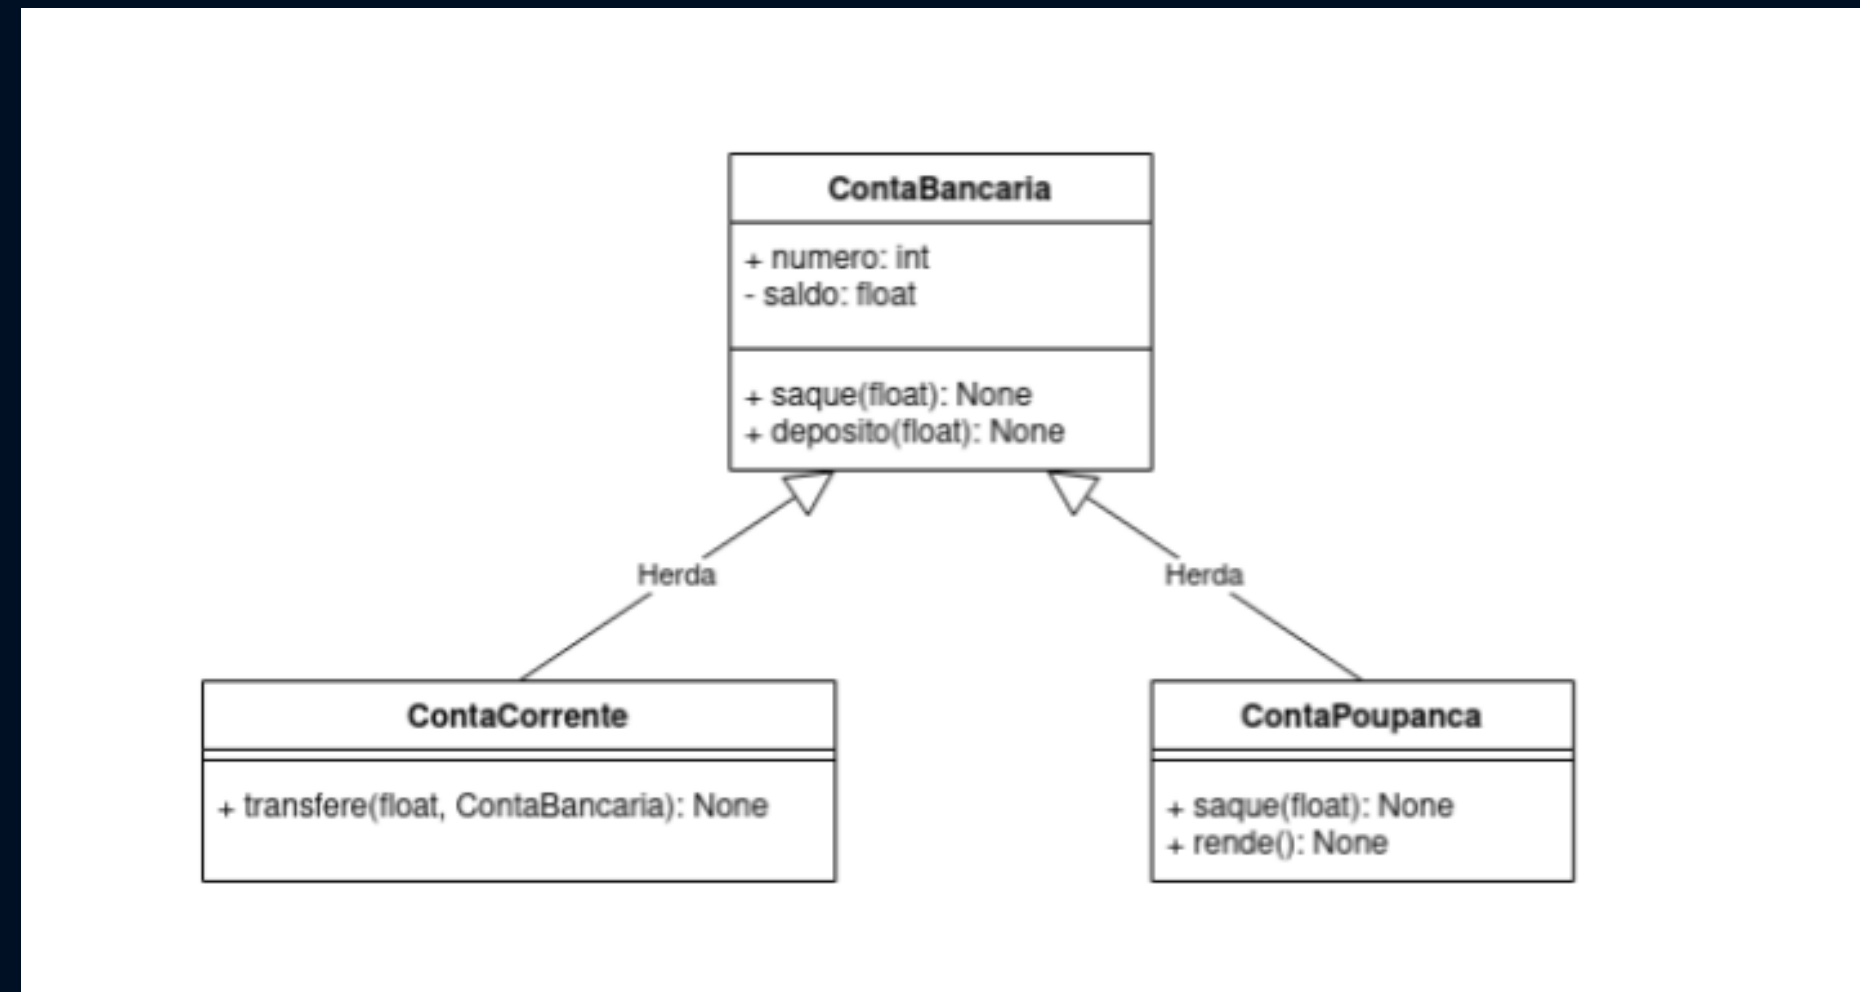 ContaBancaria
+ numero: int
- saldo: float
+ saque(float): None
+ deposito(float): None
Herda
Herda
ContaCorrente
+ transfere(float, ContaBancaria): None
ContaPoupanca
+ saque(float): None
+ rende(): None